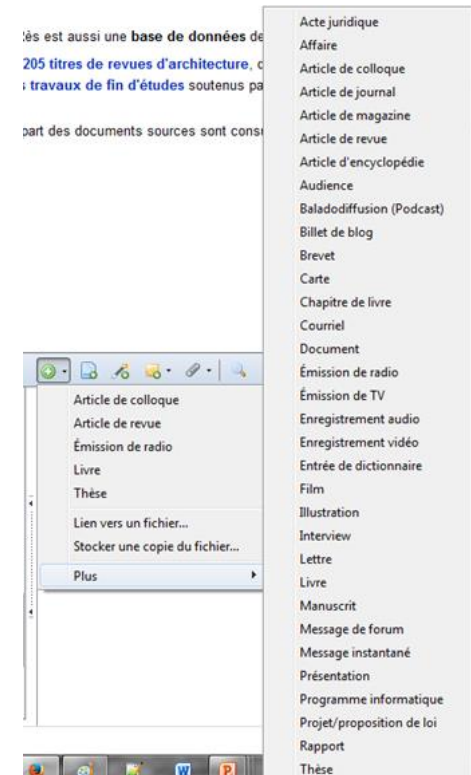 ès est aussi une base de données de
205 titres de revues d'architecture,
travaux de fin d'études soutenus pa
part des documents sources sont consu
Article de colloque
Article de revue
Émission de radio
Livre
Thèse
Lien vers un fichier...
Stocker une copie du fichier...
Plus
Acte juridique
Affaire
Article de colloque
Article de journal
Article de magazine
Article de revue
Article d'encyclopédie
Audience
Baladodiffusion (Podcast)
Billet de blog
Brevet
Carte
Chapitre de livre
Courriel
Document
Émission de radio
Émission de TV
Enregistrement audio
Enregistrement vidéo
Entrée de dictionnaire
Film
Illustration
Interview
Lettre
Livre
Manuscrit
Message de forum
Message instantané
Présentation
Programme informatique
Projet/proposition de loi
Rapport
Thèse